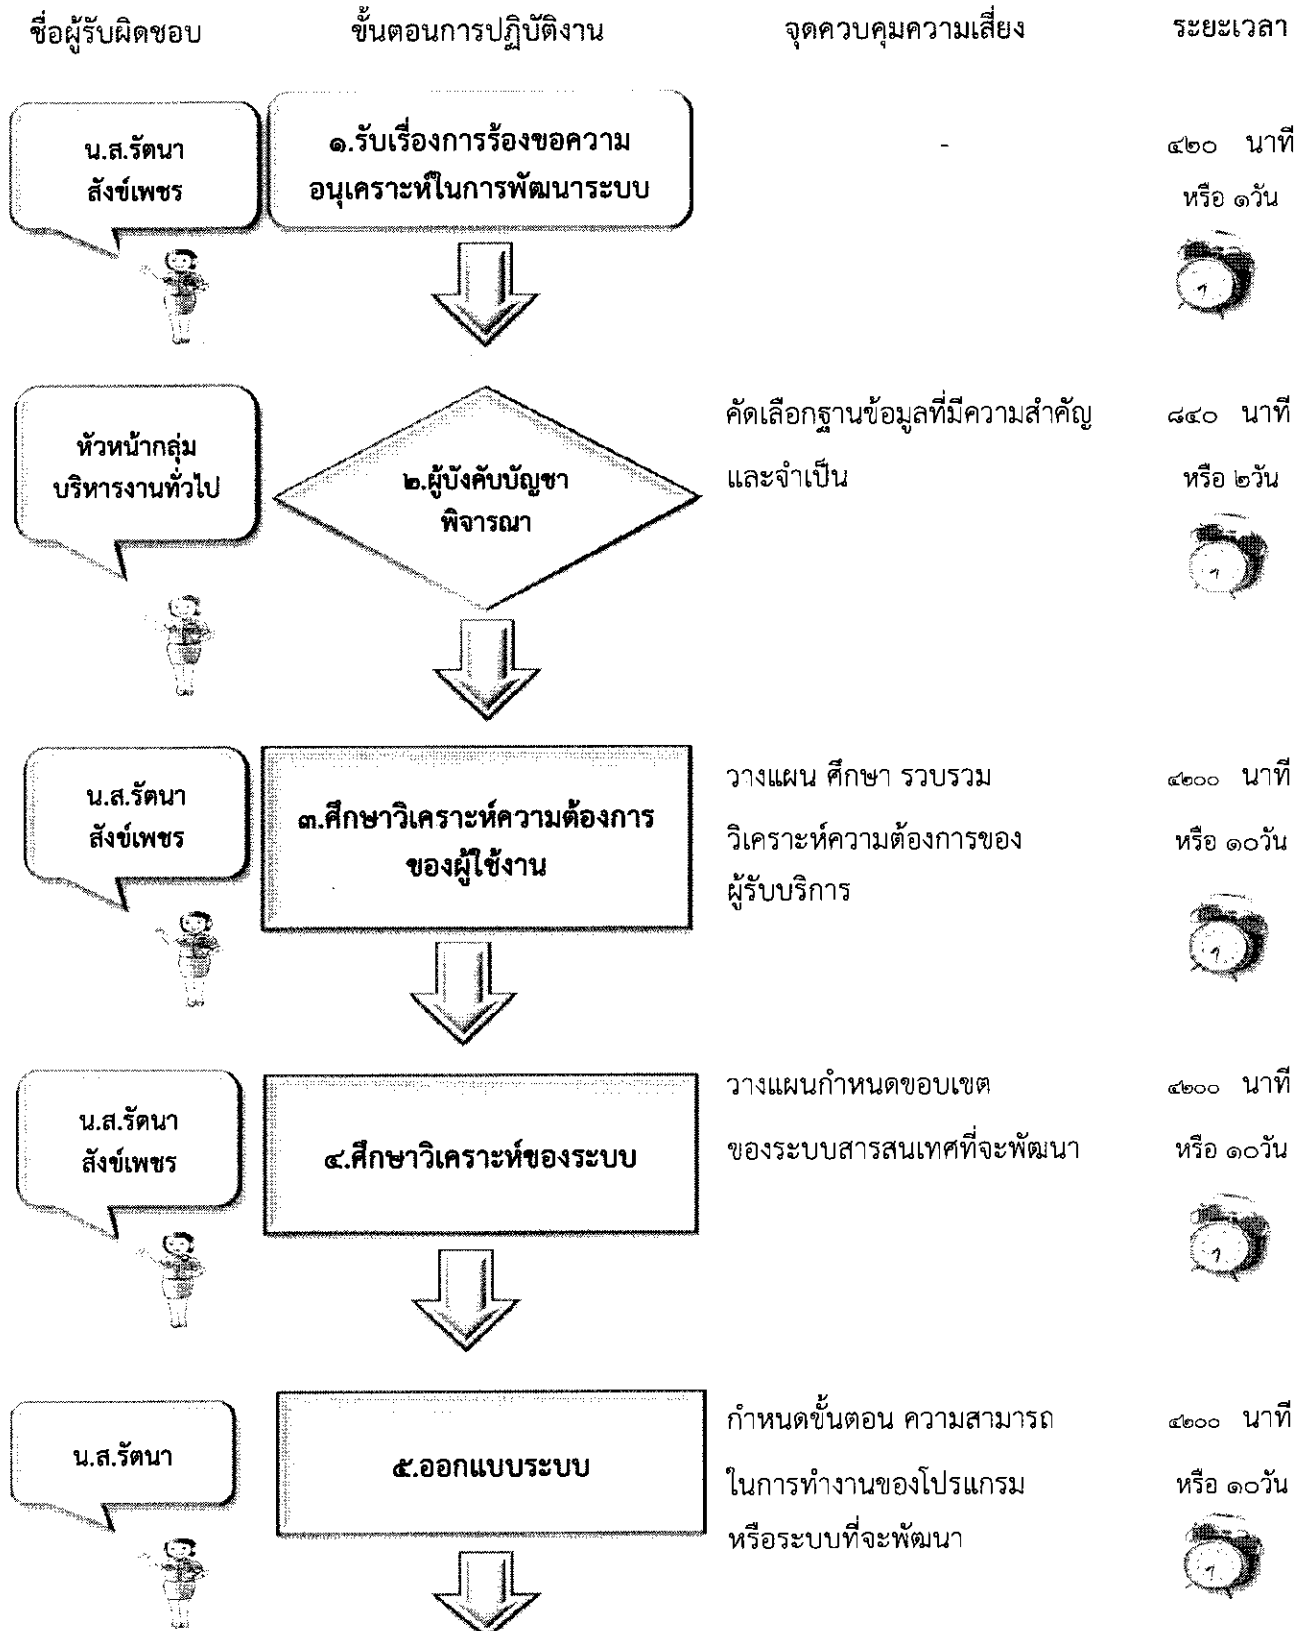 ชื่อผู้รับผิดชอบ ขั้นตอนการปฏิบัติงาน จุดควบคุมความเสี่ยง ระยะเวลา
น.ส.รัตนา
สังข์เพชร
๑.รับเรื่องการร้องขอความ
อนุเคราะห์ในการพัฒนาระบบ
-
๔๒๐ นาที
หรือ ๑วัน
หัวหน้ากลุ่ม
บริหารงานทั่วไป
๒.ผู้บังคับบัญชา
พิจารณา
คัดเลือกฐานข้อมูลที่มีความสำคัญ
และจำเป็น
๘๔๐ นาที
หรือ ๒วัน
น.ส.รัตนา
สังข์เพชร
๓.ศึกษาวิเคราะห์ความต้องการ
ของผู้ใช้งาน
วางแผน ศึกษา รวบรวม
วิเคราะห์ความต้องการของ
ผู้รับบริการ
๔๒๐๐ นาที
หรือ ๑๐วัน
น.ส.รัตนา
สังข์เพชร
๔.ศึกษาวิเคราะห์ของระบบ
วางแผนกำหนดขอบเขต
ของระบบสารสนเทศที่จะพัฒนา
๔๒๐๐ นาที
หรือ ๑๐วัน
น.ส.รัตนา
๕.ออกแบบระบบ
กำหนดขั้นตอน ความสามารถ
ในการทำงานของโปรแกรม
หรือระบบที่จะพัฒนา
๔๒๐๐ นาที
หรือ ๑๐วัน